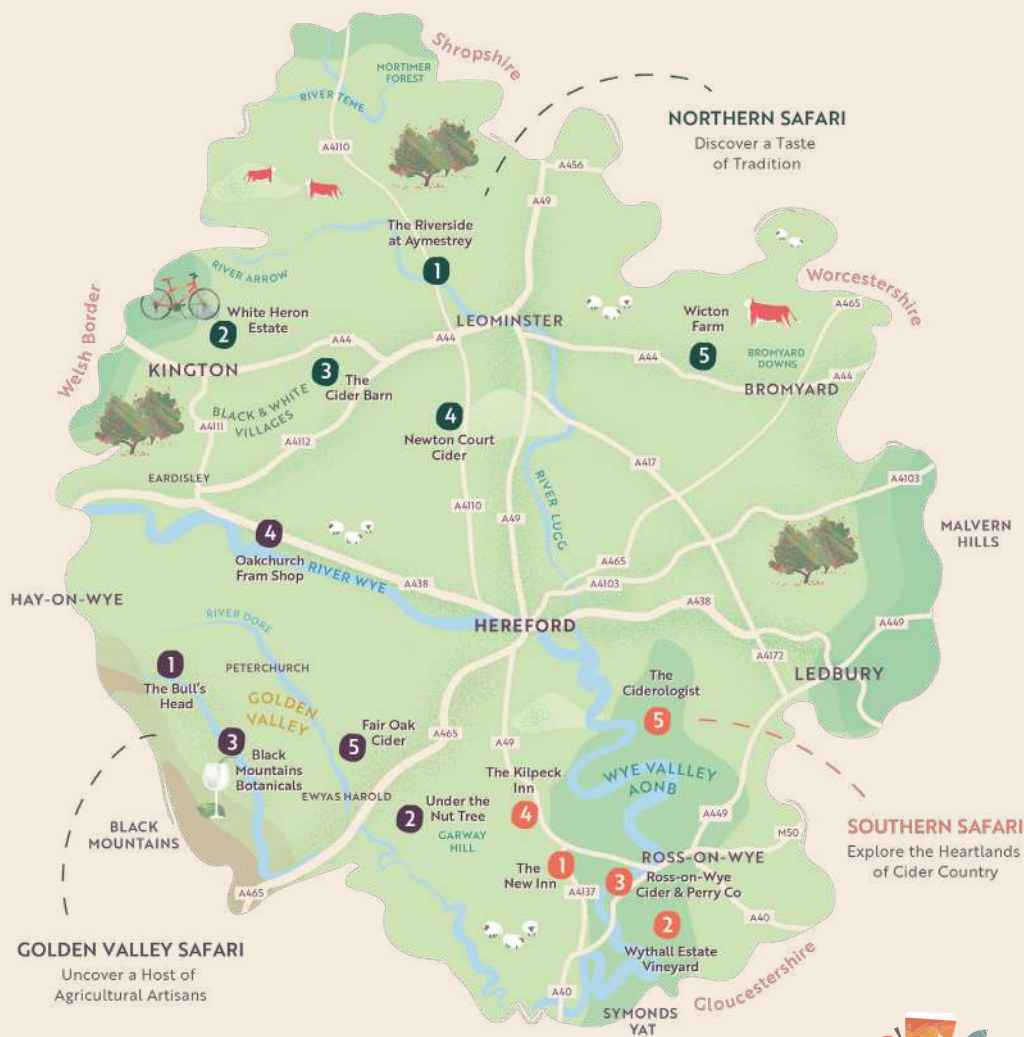 Shropshire
MORTIMER
FOREST
RIVER TEME
NORTHERN SAFARI
Discover a Taste
of Tradition
A4110
A456
A49
The Riverside
at Aymestrey
1
RIVER ARROW
Welsh Border
White Heron
Estate
2
KINGTON
A44
3
The
Cider Barn
A44
LEOMINSTER
Wicton
Farm
5
A44
BROMYARD
DOWNS
BROMYARD
A44
A465
Worcestershire
BLACK & WHITE
VILLAGES
A4111
A4112
4
Newton Court
Cider
A417
EARDISLEY
A4110
A49
RIVER LUGG
A4103
MALVERN
HILLS
4
Oakchurch
Fram Shop
RIVER WYE
A438
A465
A4103
HAY-ON-WYE
RIVER DORE
HEREFORD
A438
A449
A4172
LEDBURY
1
The Bull's
Head
PETERCHURCH
GOLDEN
VALLEY
The
Ciderologist
5
3
Black
Mountains
Botanicals
Fair Oak
Cider
5
A465
A49
WYE VALLLEY
AONB
EWYAS HAROLD
The Kilpeck
Inn
4
2
Under the
Nut Tree
GARWAY
HILL
BLACK
MOUNTAINS
A449
M50
SOUTHERN SAFARI
Explore the Heartlands
of Cider Country
ROSS-ON-WYE
The
New Inn
1
A4137
3
Ross-on-Wye
Cider & Perry Co
A465
A40
2
Wythall Estate
Vineyard
GOLDEN VALLEY SAFARI
Uncover a Host of
Agricultural Artisans
A40
SYMONDS
YAT
Gloucestershire